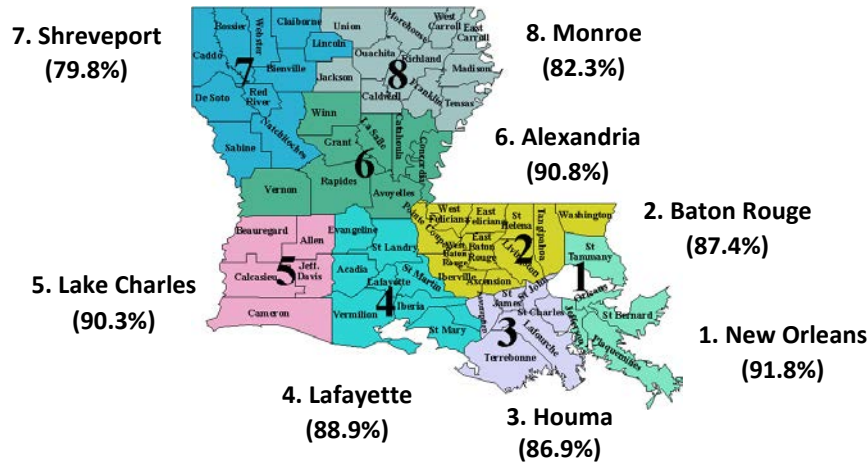 7. Shreveport
(79.8%)
8. Monroe
(82.3%)
6. Alexandria
(90.8%)
2. Baton Rouge
(87.4%)
5. Lake Charles
(90.3%)
1. New Orleans
(91.8%)
4. Lafayette
(88.9%)
3. Houma
(86.9%)
7
Caddo
Bossier
Webster
Claiborne
Lincoln
Bienville
De Soto
Red
River
Natchitoches
Sabine
8
Union
Morehouse
West
Carroll
East
Carroll
Ouachita
Richland
Madison
Jackson
Caldwell
Franklin
Tensas
6
Winn
Grant
La Salle
Catahoula
Concordia
Vernon
Rapides
Avoyelles
5
Beauregard
Allen
Calcasieu
Jeff.
Davis
Cameron
4
Evangeline
St Landry
Acadia
Lafayette
St Martin
Vermilion
Iberia
St Mary
2
Pointe Coupee
West
Feliciana
East
Feliciana
St
Helena
Tangipahoa
Washington
West
Baton
Rouge
East
Baton
Rouge
Livingston
Iberville
Ascension
3
Assumption
St
James
St John
St Charles
Lafourche
Terrebonne
1
St
Tammany
Orleans
Jefferson
St Bernard
Plaquemines